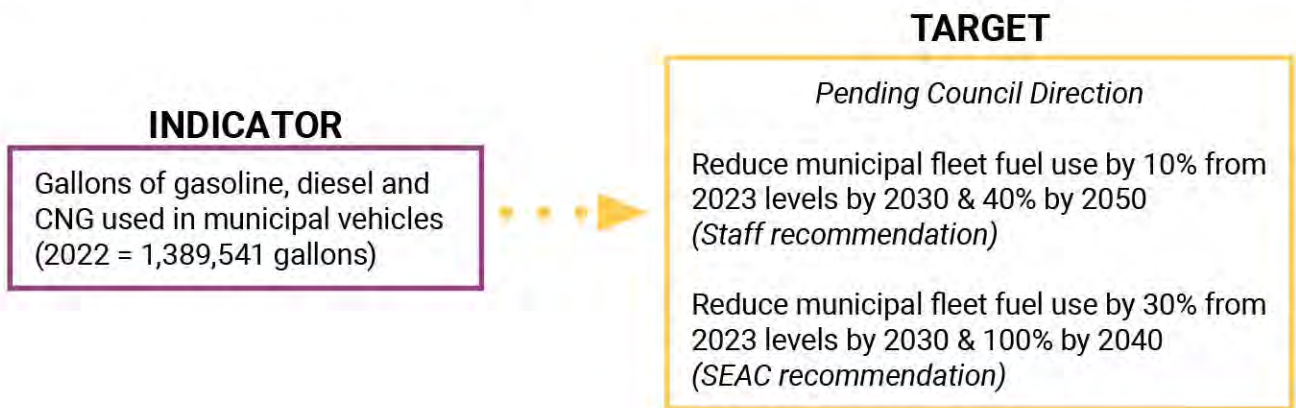 INDICATOR
Gallons of gasoline, diesel and
CNG used in municipal vehicles
(2022 = 1,389,541 gallons)
TARGET
Pending Council Direction
Reduce municipal fleet fuel use by 10% from
2023 levels by 2030 & 40% by 2050
(Staff recommendation)
Reduce municipal fleet fuel use by 30% from
2023 levels by 2030 & 100% by 2040
(SEAC recommendation)